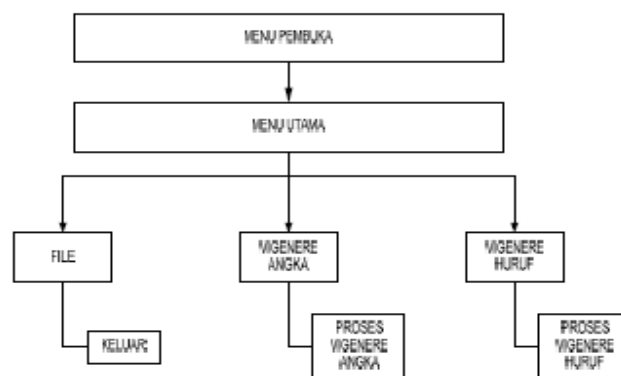 MENU PEMBUKA
MENU UTAMA
FILE
VIGENERE
ANGKA
VIGENERE
HURUF
KELUAR
PROSES
VIGENERE
ANGKA
PROSES
VIGENERE
HURUF